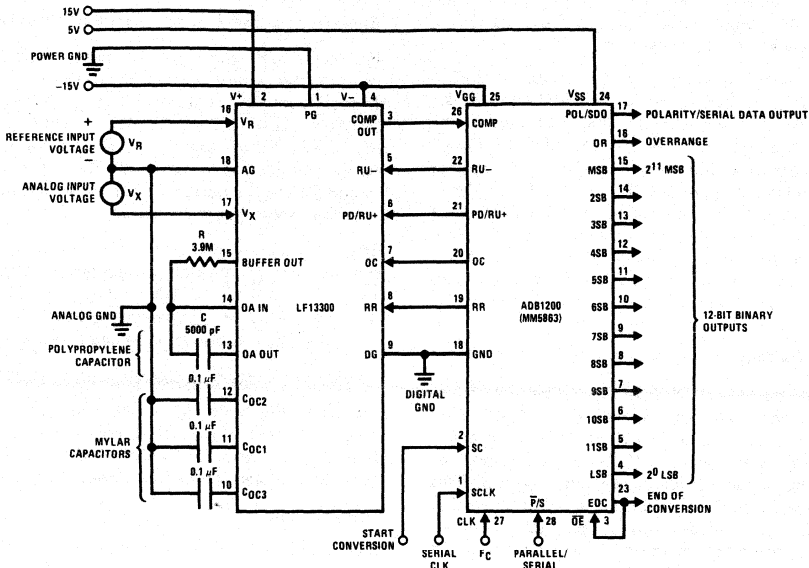 15V
5V
POWER GND
-15V
V+ 2
PG 1
V- 4
VGG 25
VSS 24
REFERENCE INPUT VOLTAGE
+
VR
−
ANALOG INPUT VOLTAGE
VX
16 VR
18 AG
17 VX
R
3.9M
15 BUFFER OUT
14 OA IN
ANALOG GND
C
5000 pF
13 OA OUT
POLYPROPYLENE CAPACITOR
0.1 μF
12 COC2
0.1 μF
11 COC1
MYLAR CAPACITORS
0.1 μF
10 COC3
LF13300
COMP OUT 3
RU− 5
PD/RU+ 6
OC 7
RR 8
DG 9
DIGITAL GND
26 COMP
22 RU−
21 PD/RU+
20 OC
19 RR
18 GND
2 SC
1 SCLK
ADB1200
(MM5863)
POL/SDO 17 POLARITY/SERIAL DATA OUTPUT
OR 16 OVERRANGE
MSB 15 2¹¹ MSB
2SB 14
3SB 13
4SB 12
5SB 11
6SB 10
7SB 9
8SB 8
9SB 7
10SB 6
11SB 5
LSB 4 2⁰ LSB
12-BIT BINARY OUTPUTS
EOC 23 END OF CONVERSION
CLK 27
P̅/S 28
O̅E̅ 3
START CONVERSION
SERIAL CLK
FC
PARALLEL/
SERIAL